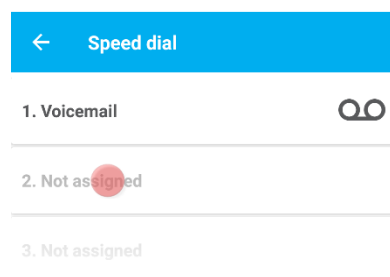 Speed dial
1. Voicemail
2. Not assigned
3. Not assigned